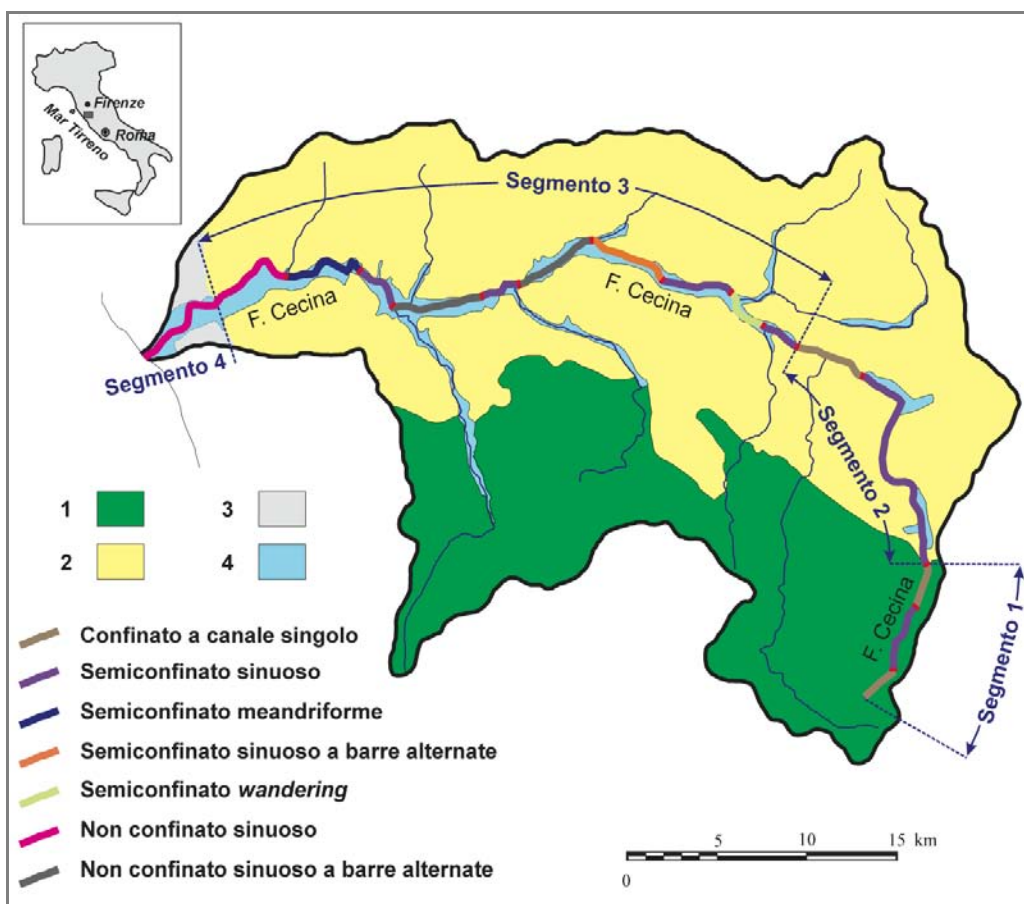 Firenze
Mar Tirreno
Roma
Segmento 3
F. Cecina
F. Cecina
Segmento 4
Segmento 2
F. Cecina
Segmento 1
1
3
2
4
Confinato a canale singolo
Semiconfinato sinuoso
Semiconfinato meandriforme
Semiconfinato sinuoso a barre alternate
Semiconfinato wandering
Non confinato sinuoso
Non confinato sinuoso a barre alternate
5 10 15 km
0